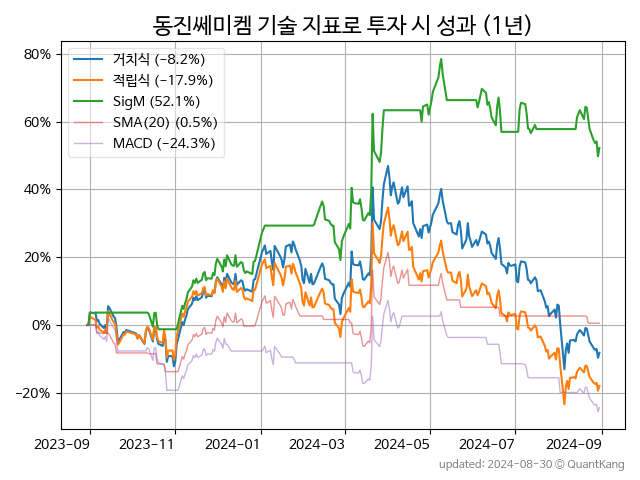 동진쎄미켐 기술 지표로 투자 시 성과 (1년)
80%
60%
40%
20%
0%
−20%
거치식 (−8.2%)
적립식 (−17.9%)
SigM (52.1%)
SMA(20) (0.5%)
MACD (−24.3%)
2023-09
2023-11
2024-01
2024-03
2024-05
2024-07
2024-09
updated: 2024-08-30 © QuantKang